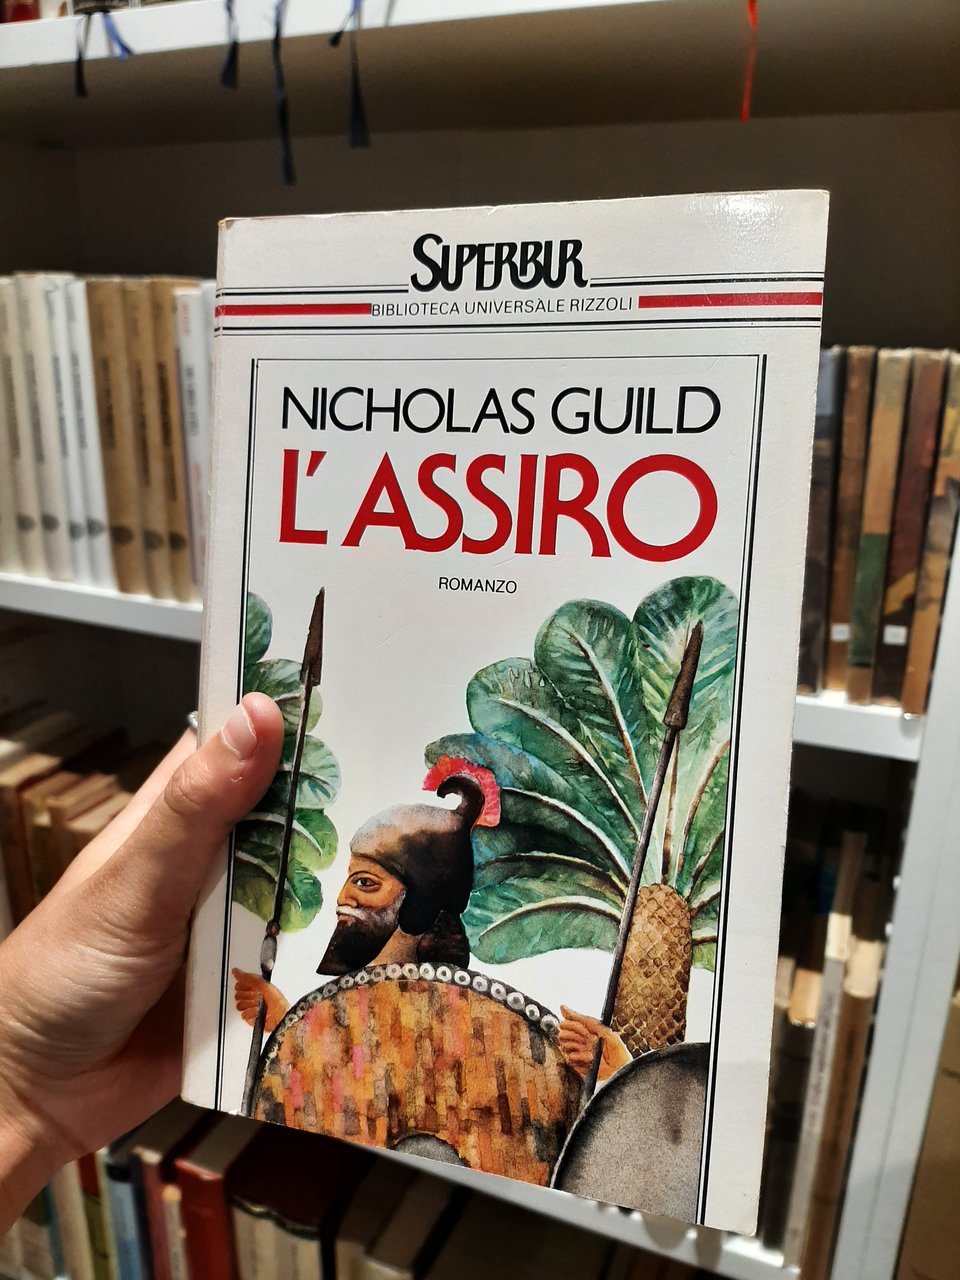 SUPERBUR
BIBLIOTECA UNIVERSALE RIZZOLI
NICHOLAS GUILD
L'ASSIRO
ROMANZO